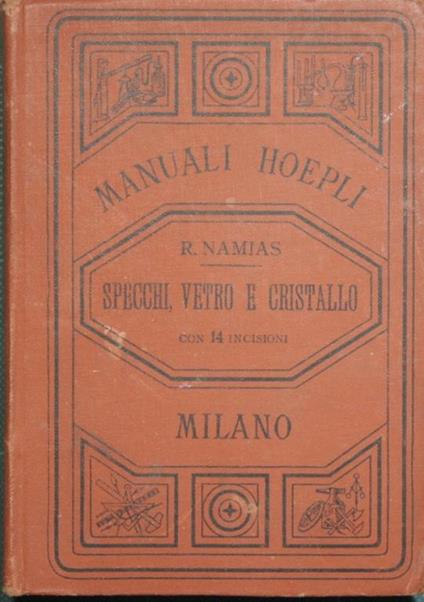 MANUALI HOEPLI
R. NAMIAS
SPECCHI, VETRO E CRISTALLO
CON 14 INCISIONI
MILANO